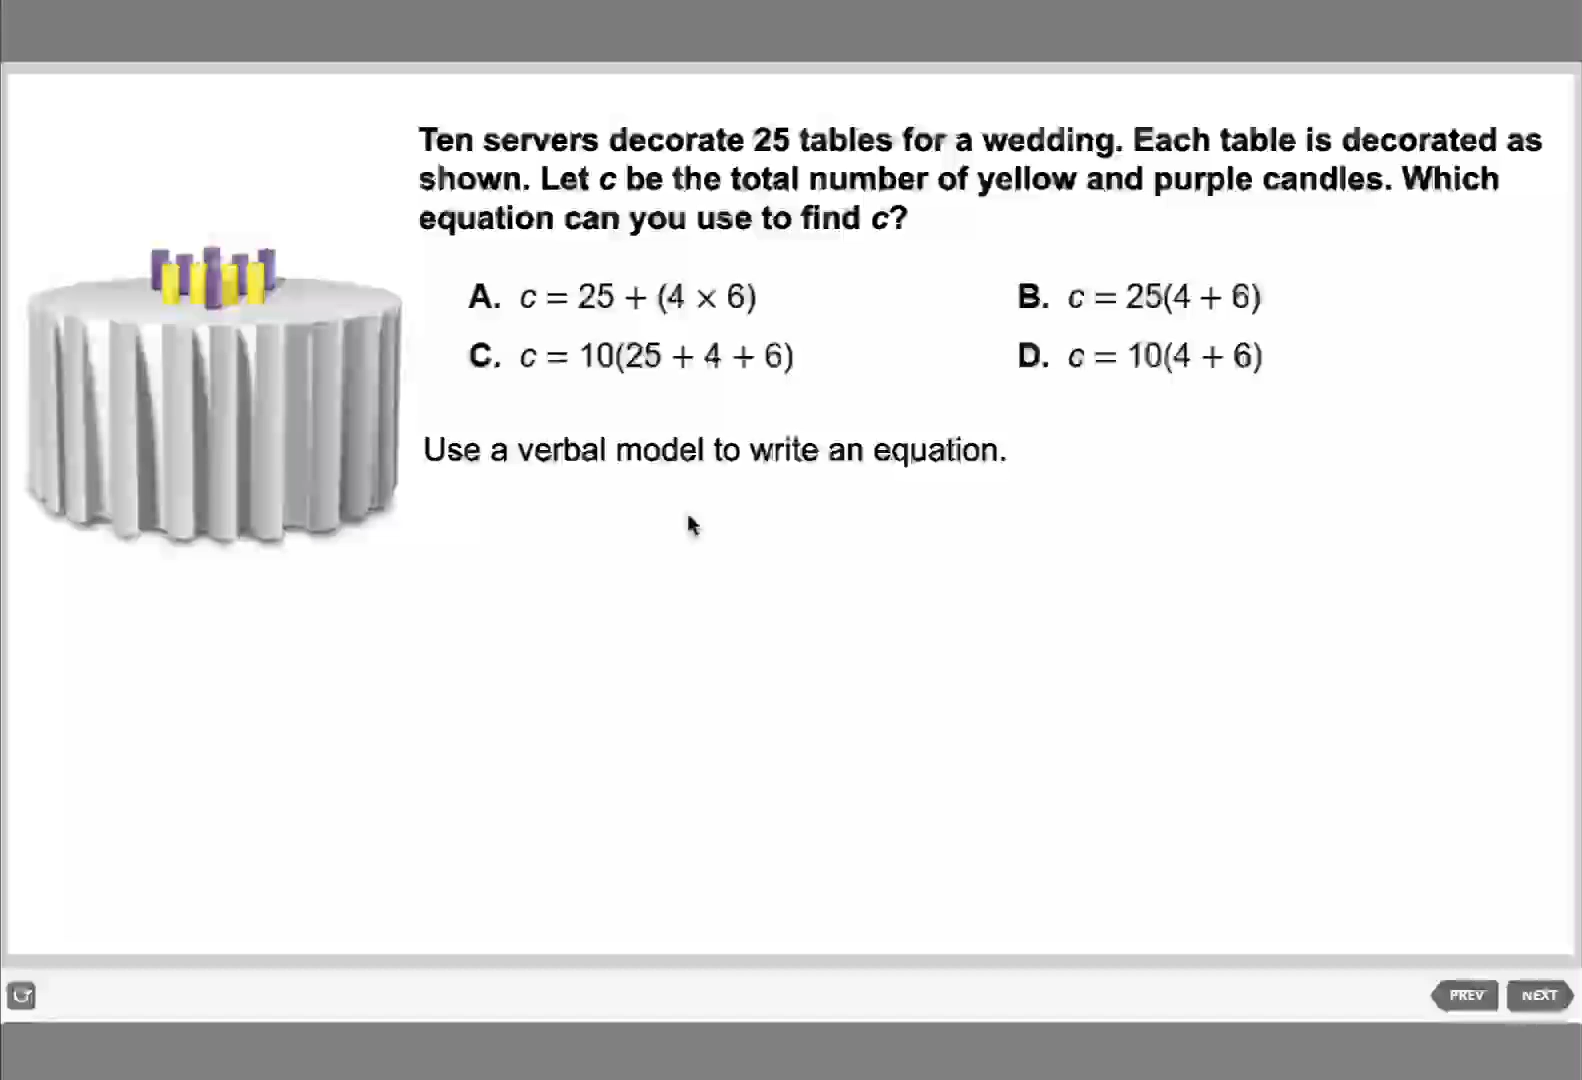 Ten servers decorate 25 tables for a wedding. Each table is decorated as
shown. Let c be the total number of yellow and purple candles. Which
equation can you use to find c?
A. c = 25 + (4 × 6)
B. c = 25(4 + 6)
C. c = 10(25 + 4 + 6)
D. c = 10(4 + 6)
Use a verbal model to write an equation.
PREV
NEXT